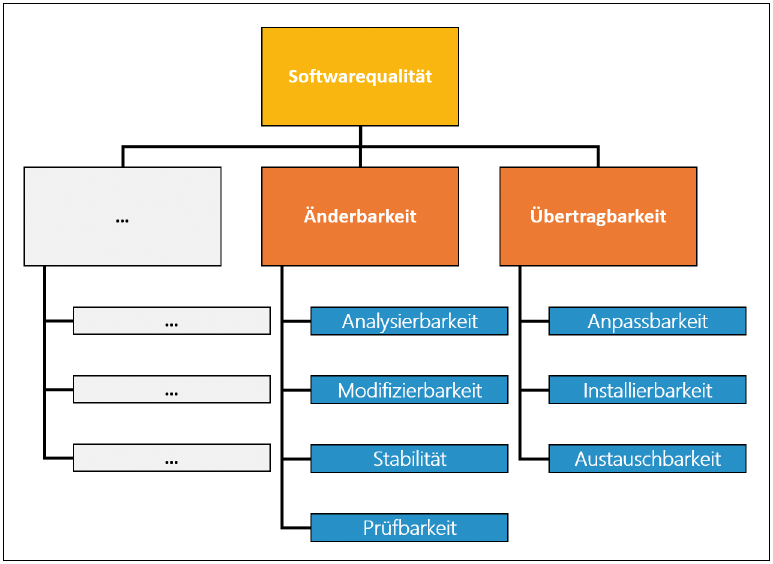 Softwarequalität
...
Änderbarkeit
Übertragbarkeit
...
...
...
Analysierbarkeit
Modifizierbarkeit
Stabilität
Prüfbarkeit
Anpassbarkeit
Installierbarkeit
Austauschbarkeit